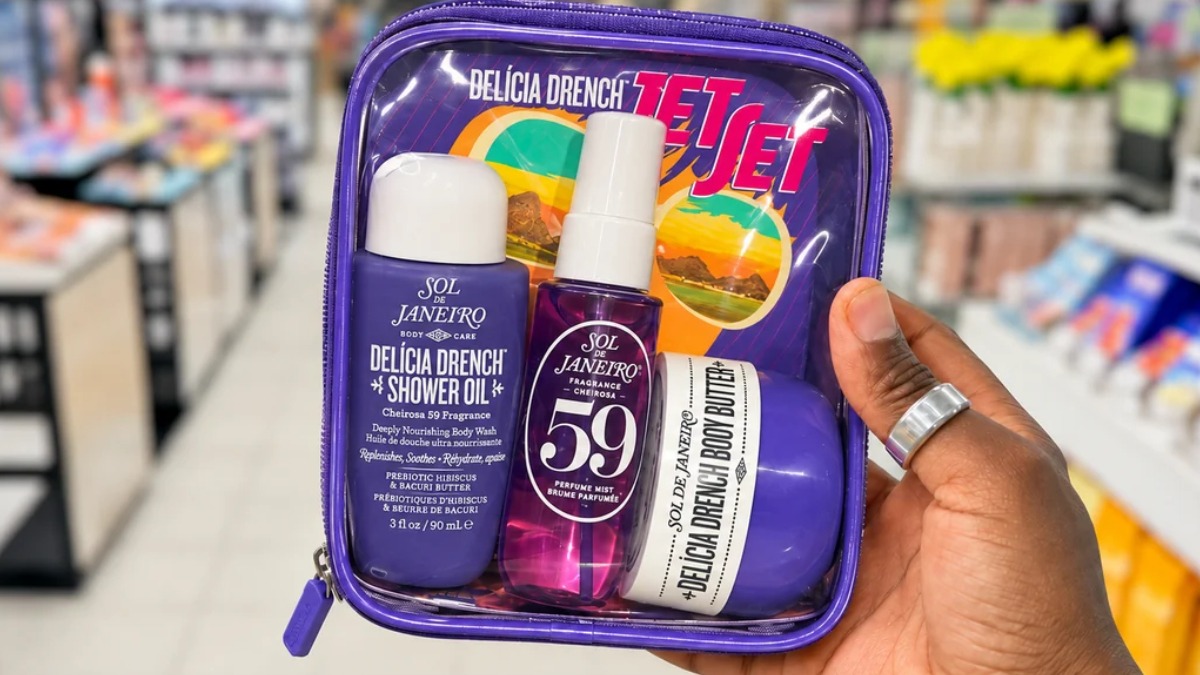 DELÍCIA DRENCH™ JET
SET
SOL
DE
JANEIRO
BODY CARE
DELÍCIA DRENCH™
SHOWER OIL
Cheirosa 59 Fragrance
Deeply Nourishing Body Wash
Huile de douche ultra nourrissante
Replenishes, Soothes • Réhydrate, apaise
PREBIOTIC HIBISCUS
& BACURI BUTTER
PRÉBIOTIQUES D'HIBISCUS
& BEURRE DE BACURI
3 fl oz / 90 mL ℮
SOL
DE
JANEIRO®
FRAGRANCE
CHEIROSA
59
PERFUME MIST
BRUME PARFUMÉE
SOL DE JANEIRO
DELÍCIA DRENCH BODY BUTTER